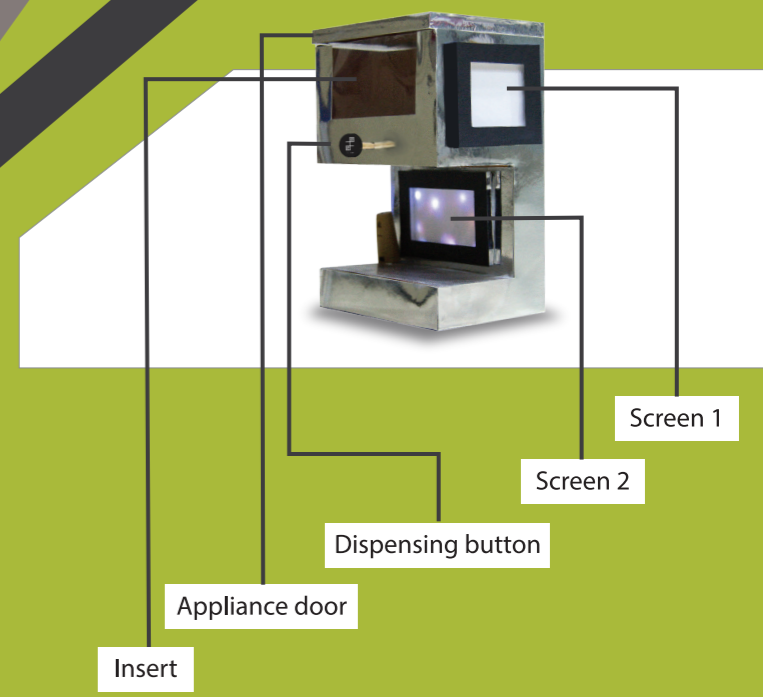 Screen 1
Screen 2
Dispensing button
Appliance door
Insert